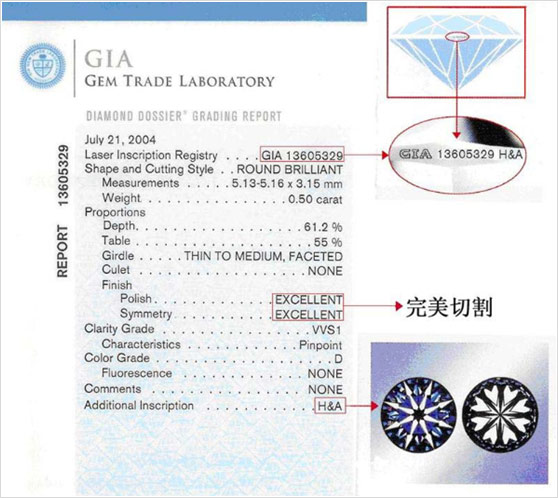 GIA
GEM TRADE LABORATORY
DIAMOND DOSSIER® GRADING REPORT
REPORT 13605329
July 21, 2004
Laser Inscription Registry . . . . GIA 13605329
Shape and Cutting Style . . ROUND BRILLIANT
Measurements . . . . 5.13-5.16 x 3.15 mm
Weight . . . . . . . . . . . . . . . 0.50 carat
Proportions
Depth. . . . . . . . . . . . . . . . . . . . 61.2 %
Table . . . . . . . . . . . . . . . . . . . . 55 %
Girdle . . . . . THIN TO MEDIUM, FACETED
Culet . . . . . . . . . . . . . . . . . . . NONE
Finish
Polish. . . . . . . . . . . . . . EXCELLENT
Symmetry . . . . . . . . . . . EXCELLENT
Clarity Grade . . . . . . . . . . . . . . . . . VVS1
Characteristics . . . . . . . . . . . . Pinpoint
Color Grade . . . . . . . . . . . . . . . . . . . . . D
Fluorescence . . . . . . . . . . . . . . NONE
Comments . . . . . . . . . . . . . . . . . . NONE
Additional Inscription . . . . . . . . . . . . H&A
GIA 13605329 H&A
完美切割